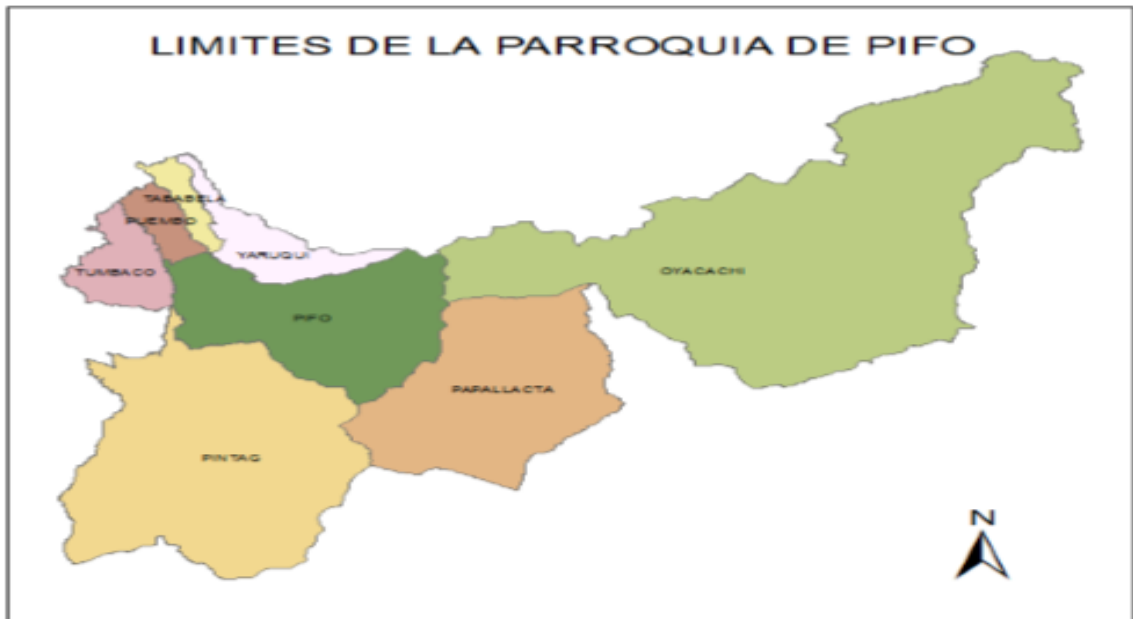 LIMITES DE LA PARROQUIA DE PIFO
TABABELA
PUEMBO
YARUQUI
TUMBACO
OYACACHI
PIFO
PAPALLACTA
PINTAG
N